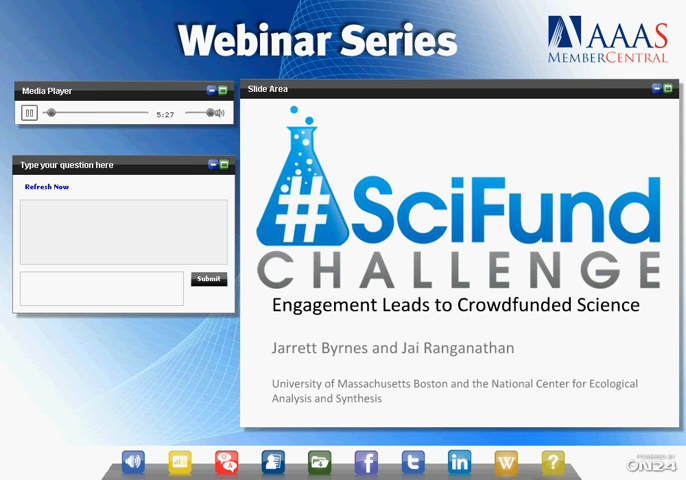 Webinar Series
AAAS
MEMBERCENTRAL
Media Player
5:27
Type your question here
Refresh Now
Submit
Slide Area
#SciFund
CHALLENGE
Engagement Leads to Crowdfunded Science
Jarrett Byrnes and Jai Ranganathan
University of Massachusetts Boston and the National Center for Ecological
Analysis and Synthesis
Q
A
f
t
in
W
?
POWERED BY
ON24